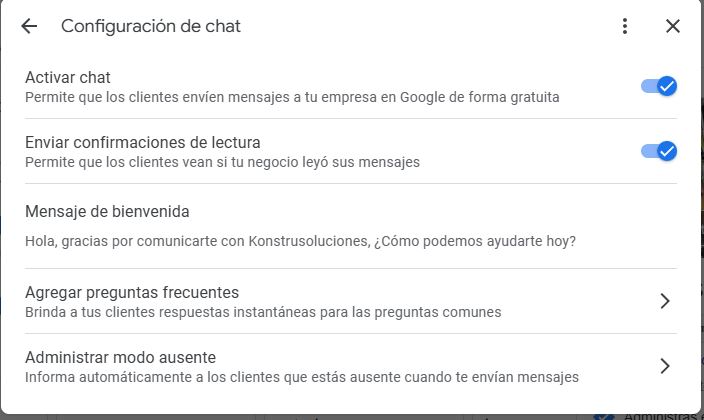 Configuración de chat
Activar chat
Permite que los clientes envíen mensajes a tu empresa en Google de forma gratuita
Enviar confirmaciones de lectura
Permite que los clientes vean si tu negocio leyó sus mensajes
Mensaje de bienvenida
Hola, gracias por comunicarte con Konstrusoluciones, ¿Cómo podemos ayudarte hoy?
Agregar preguntas frecuentes
Brinda a tus clientes respuestas instantáneas para las preguntas comunes
Administrar modo ausente
Informa automáticamente a los clientes que estás ausente cuando te envían mensajes